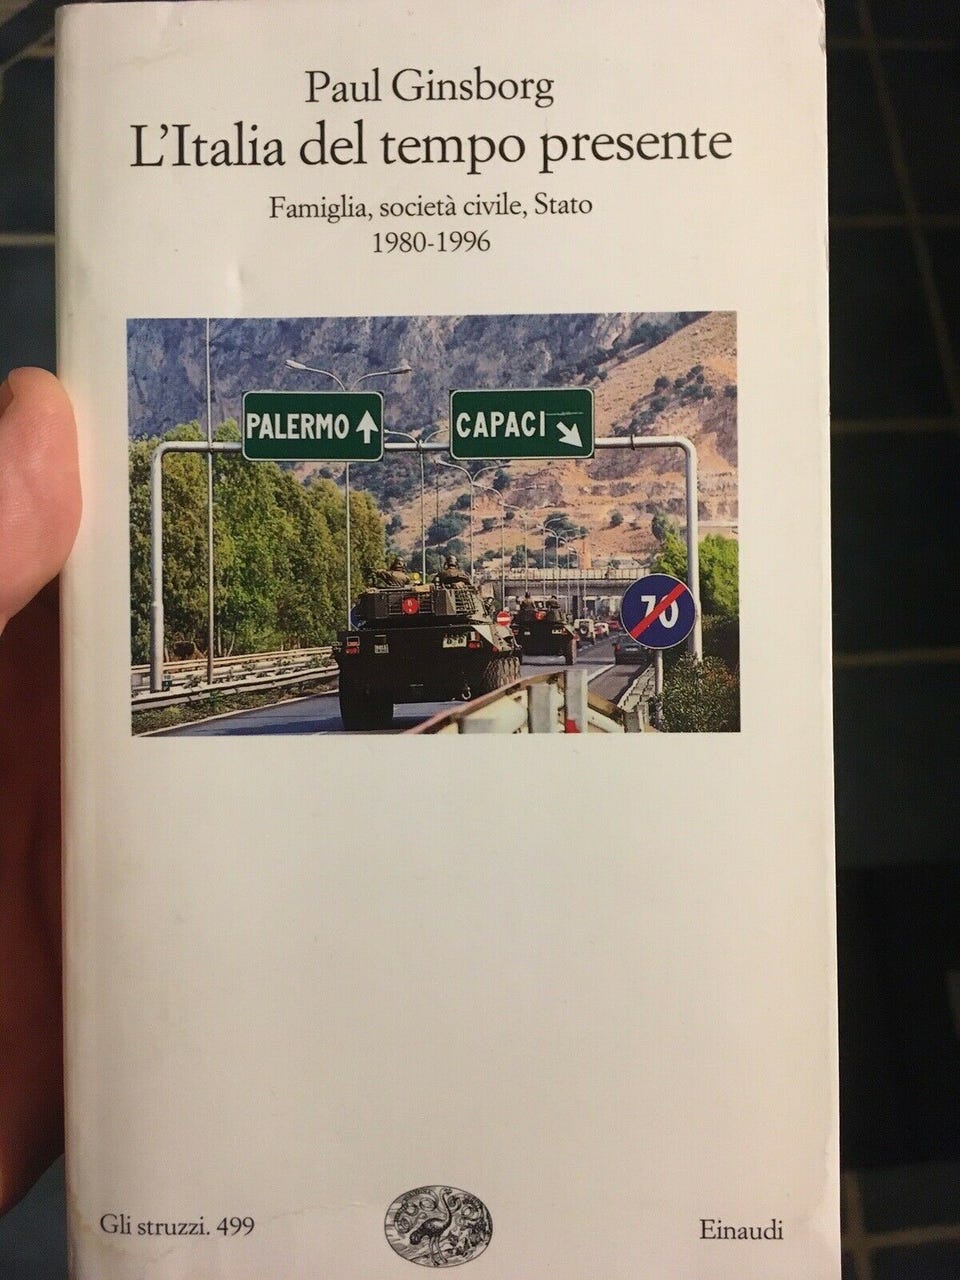 Paul Ginsborg
L'Italia del tempo presente
Famiglia, società civile, Stato
1980-1996
PALERMO
CAPACI
70
Gli struzzi. 499
Einaudi